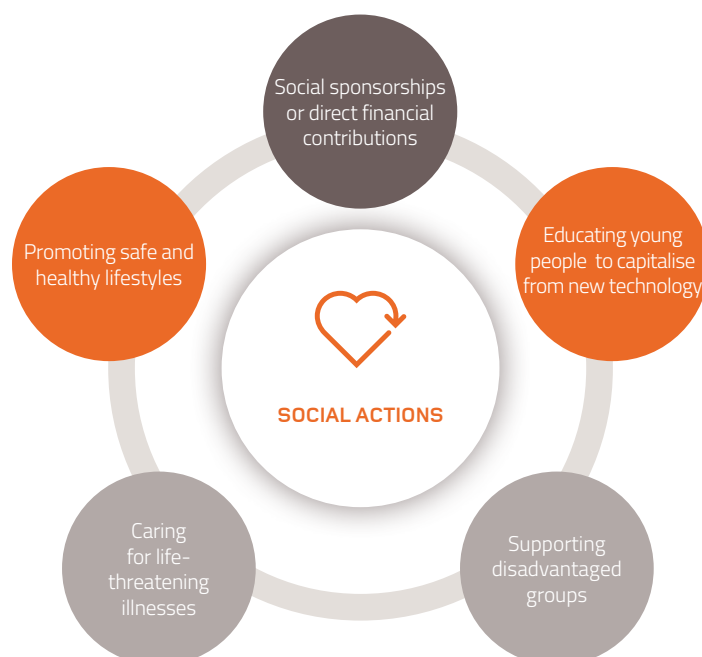 Social sponsorships
or direct financial
contributions
Promoting safe and
healthy lifestyles
Educating young
people to capitalise
from new technology
SOCIAL ACTIONS
Caring
for life-
threatening
illnesses
Supporting
disadvantaged
groups